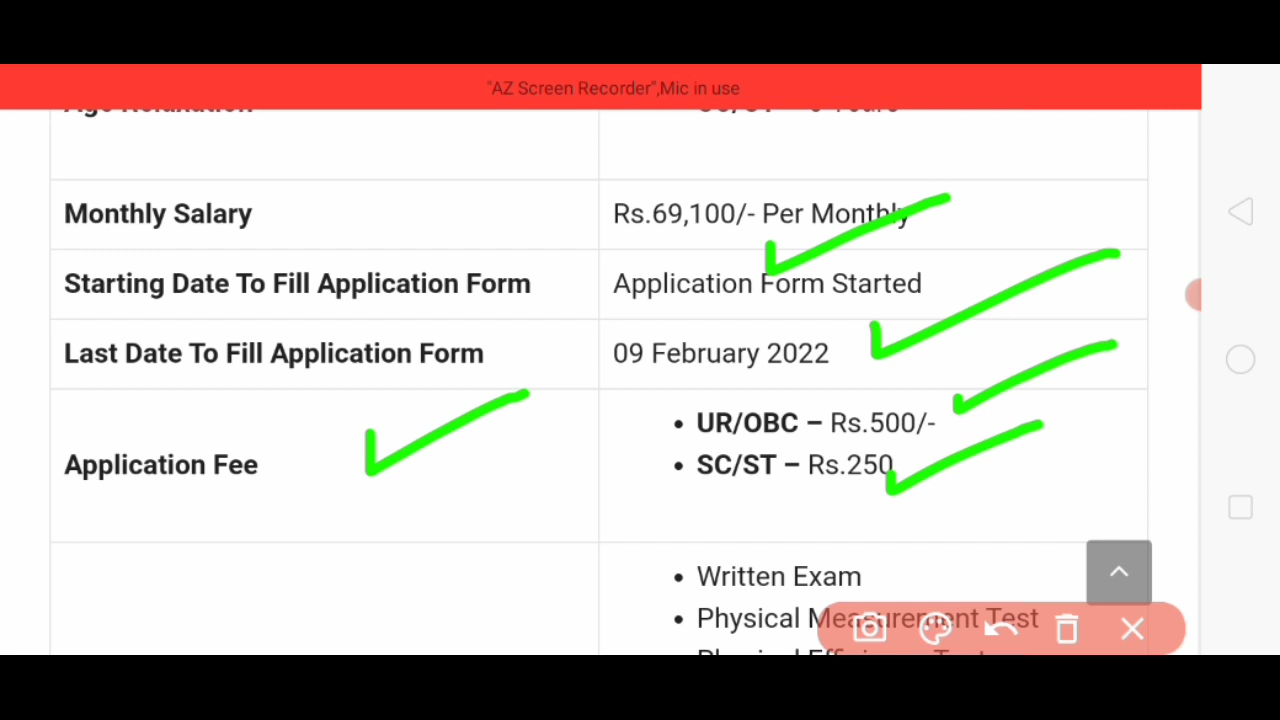 "AZ Screen Recorder",Mic in use
Age Relaxation
Monthly Salary
Rs.69,100/- Per Monthly
Starting Date To Fill Application Form
Application Form Started
Last Date To Fill Application Form
09 February 2022
Application Fee
• UR/OBC – Rs.500/-
• SC/ST – Rs.250
• Written Exam
• Physical Measurement Test